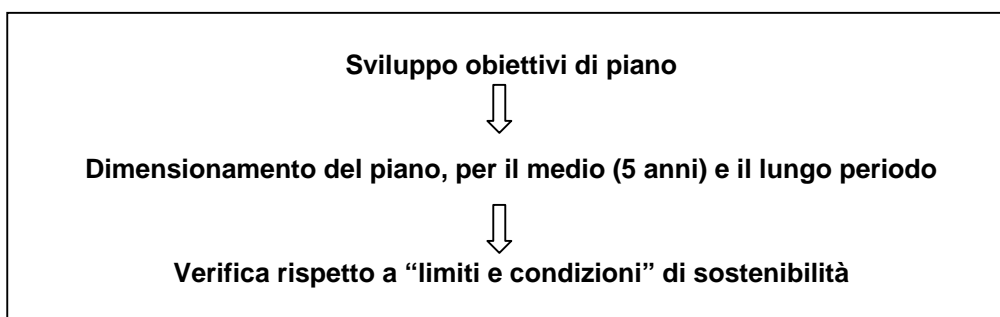 Sviluppo obiettivi di piano
Dimensionamento del piano, per il medio (5 anni) e il lungo periodo
Verifica rispetto a “limiti e condizioni” di sostenibilità